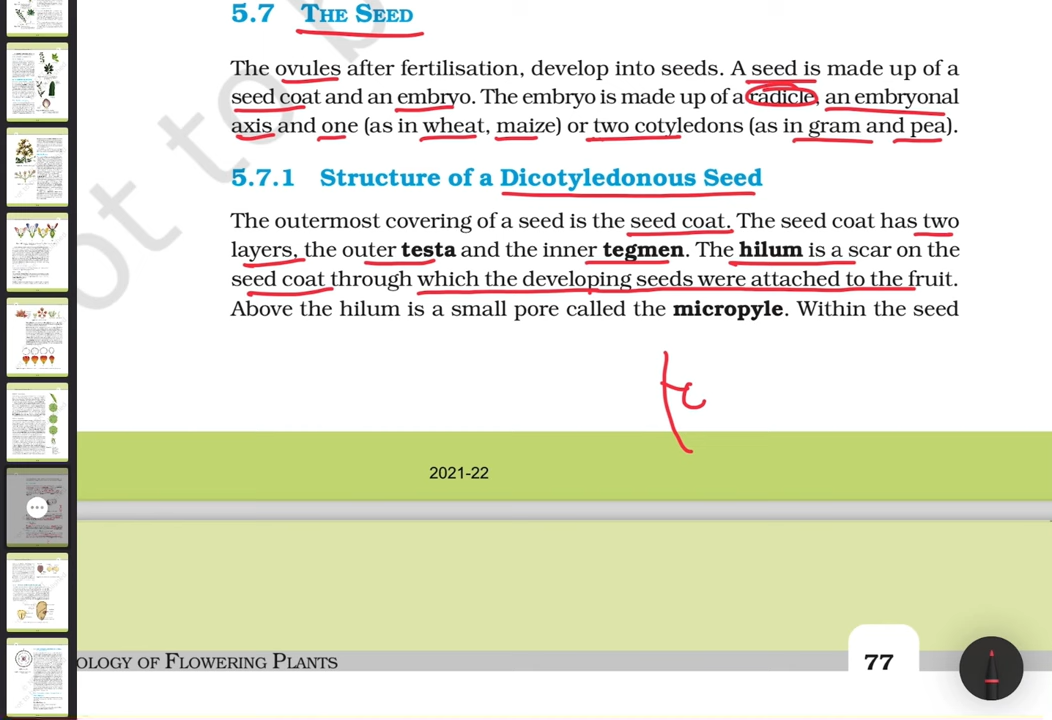 5.7 THE SEED
The ovules after fertilisation, develop into seeds. A seed is made up of a
seed coat and an embryo. The embryo is made up of a radicle, an embryonal
axis and one (as in wheat, maize) or two cotyledons (as in gram and pea).
5.7.1 Structure of a Dicotyledonous Seed
The outermost covering of a seed is the seed coat. The seed coat has two
layers, the outer testa and the inner tegmen. The hilum is a scar on the
seed coat through which the developing seeds were attached to the fruit.
Above the hilum is a small pore called the micropyle. Within the seed
2021-22
OLOGY OF FLOWERING PLANTS
77